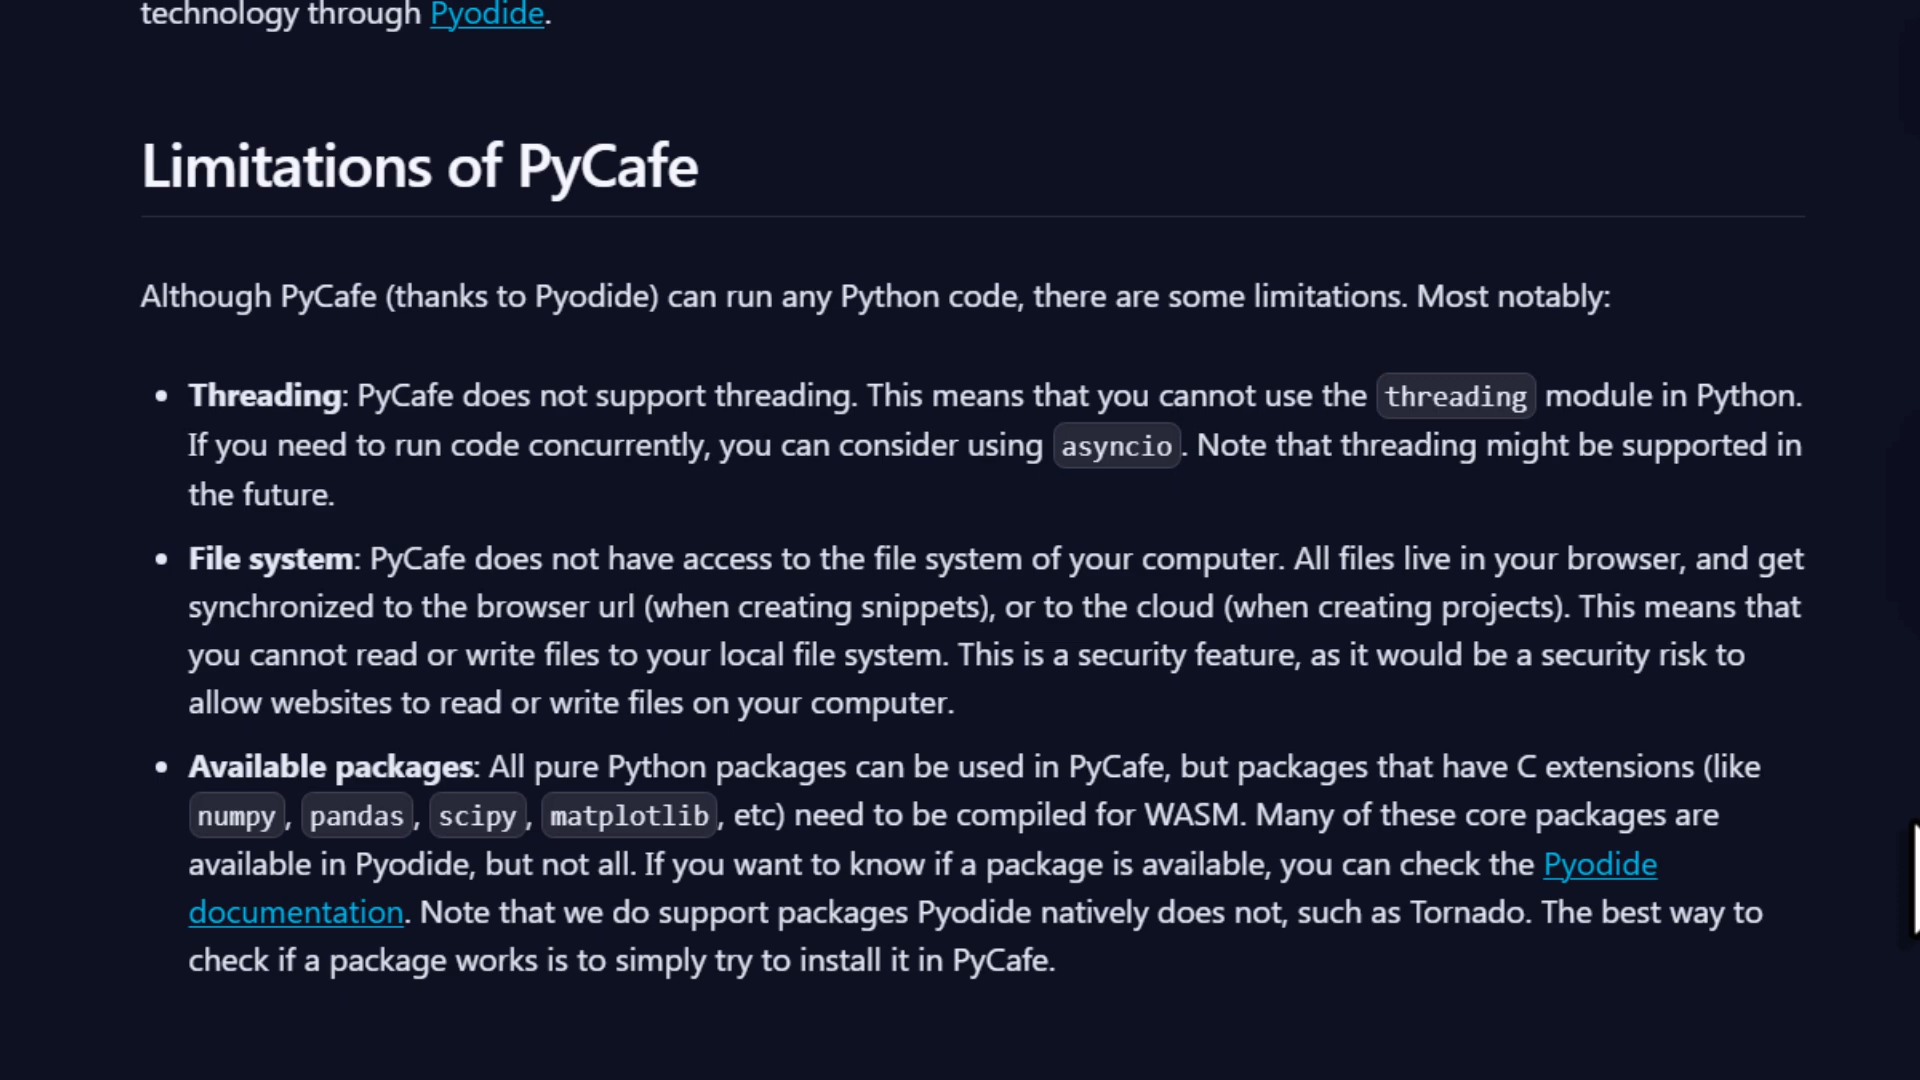 technology through Pyodide.
Limitations of PyCafe
Although PyCafe (thanks to Pyodide) can run any Python code, there are some limitations. Most notably:
• Threading: PyCafe does not support threading. This means that you cannot use the threading module in Python.
If you need to run code concurrently, you can consider using asyncio. Note that threading might be supported in
the future.
• File system: PyCafe does not have access to the file system of your computer. All files live in your browser, and get
synchronized to the browser url (when creating snippets), or to the cloud (when creating projects). This means that
you cannot read or write files to your local file system. This is a security feature, as it would be a security risk to
allow websites to read or write files on your computer.
• Available packages: All pure Python packages can be used in PyCafe, but packages that have C extensions (like
numpy, pandas, scipy, matplotlib, etc) need to be compiled for WASM. Many of these core packages are
available in Pyodide, but not all. If you want to know if a package is available, you can check the Pyodide
documentation. Note that we do support packages Pyodide natively does not, such as Tornado. The best way to
check if a package works is to simply try to install it in PyCafe.